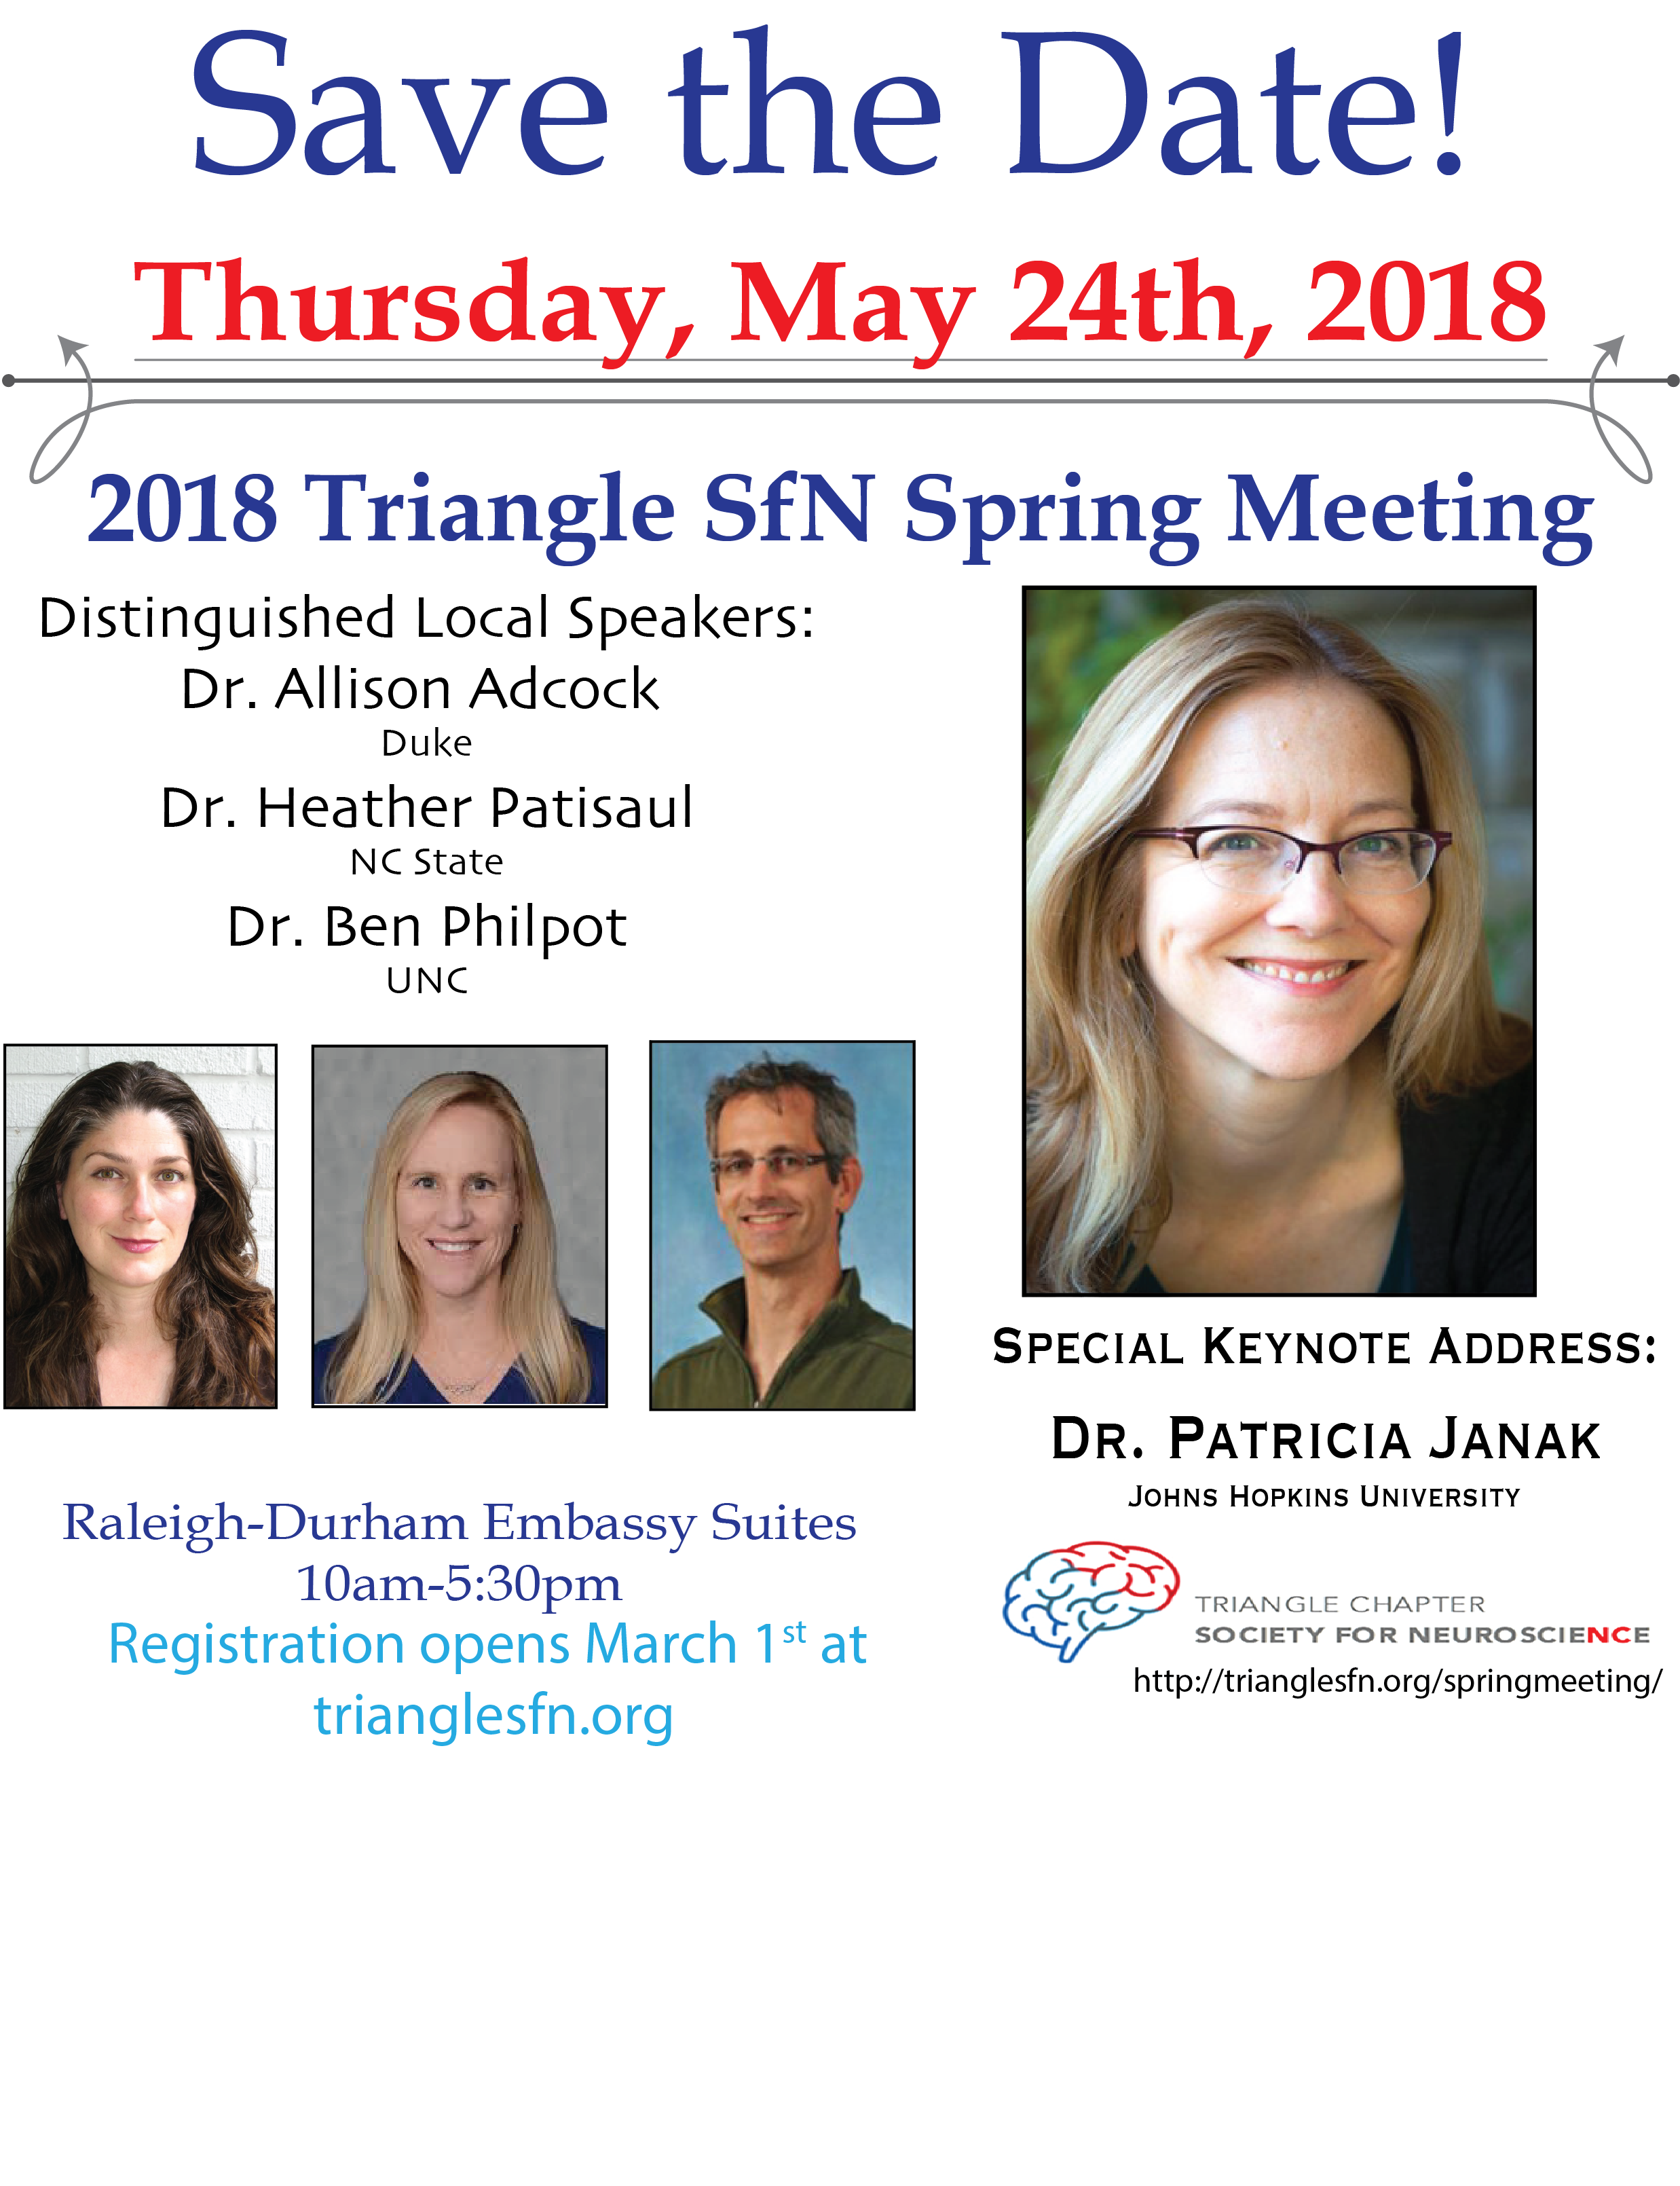 Save the Date!
Thursday, May 24th, 2018
2018 Triangle SfN Spring Meeting
Distinguished Local Speakers:
Dr. Allison Adcock
Duke
Dr. Heather Patisaul
NC State
Dr. Ben Philpot
UNC
Special Keynote Address:
Dr. Patricia Janak
Johns Hopkins University
Raleigh-Durham Embassy Suites
10am-5:30pm
Registration opens March 1st at
trianglesfn.org
TRIANGLE CHAPTER
SOCIETY FOR NEUROSCIENCE
http://trianglesfn.org/springmeeting/